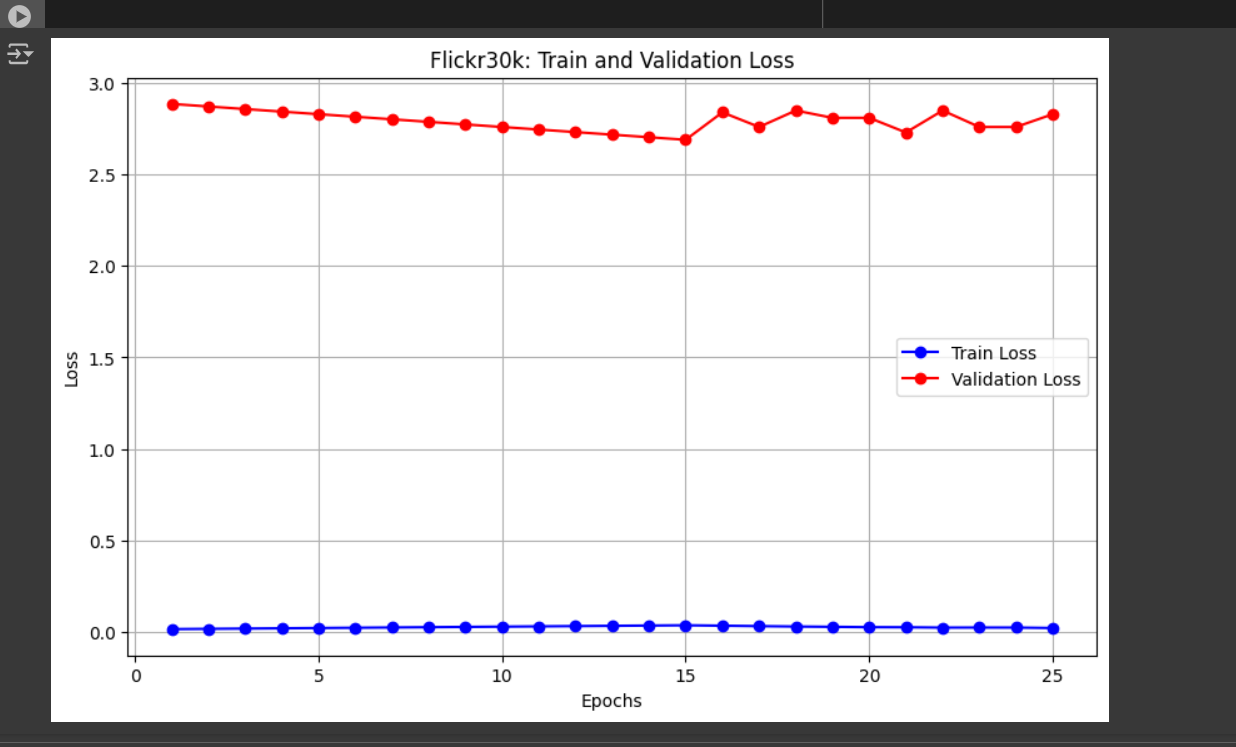 Flickr30k: Train and Validation Loss
3.0
2.5
2.0
1.5
1.0
0.5
0.0
Loss
Train Loss
Validation Loss
0 5 10 15 20 25
Epochs